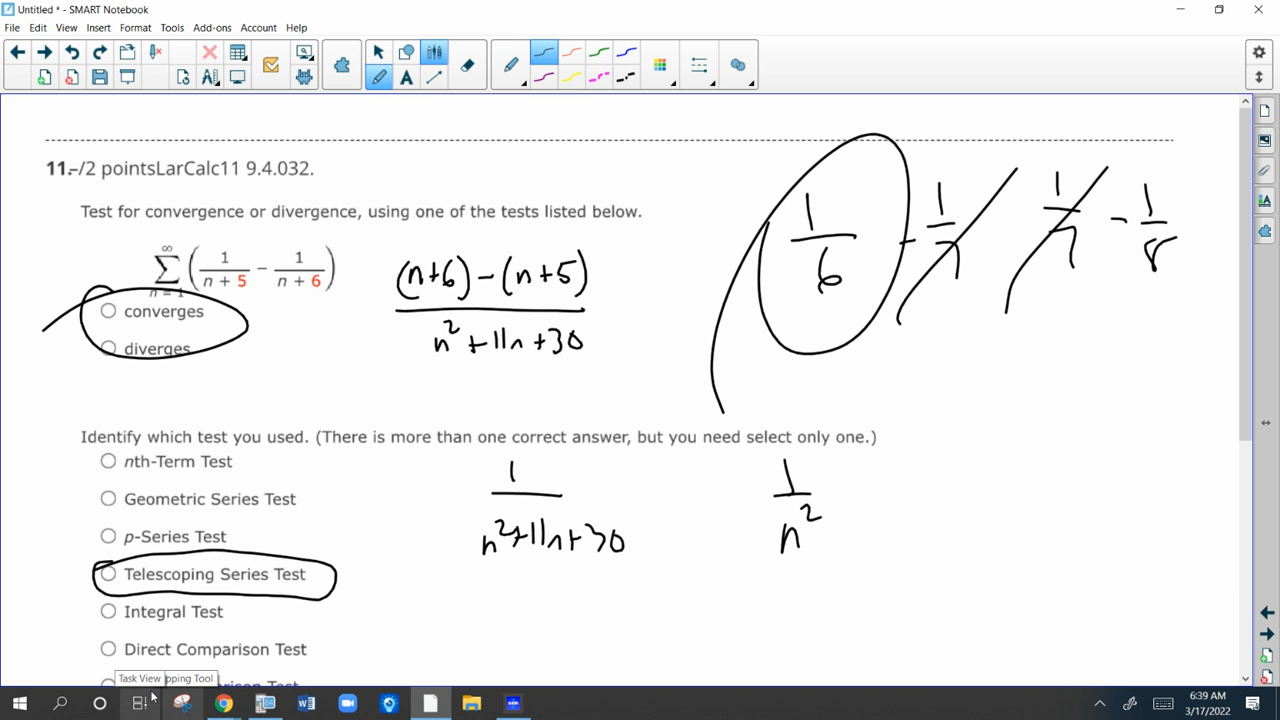 Untitled * - SMART Notebook
File Edit View Insert Format Tools Add-ons Account Help
11.–/2 pointsLarCalc11 9.4.032.
Test for convergence or divergence, using one of the tests listed below.
∞
∑ ( 1/(n + 5) − 1/(n + 6) )
n = 1
converges
diverges
(n+6) − (n+5)
n² + 11n + 30
1/6 − 1/7 1/7 − 1/8
Identify which test you used. (There is more than one correct answer, but you need select only one.)
nth-Term Test
Geometric Series Test
p-Series Test
Telescoping Series Test
Integral Test
Direct Comparison Test
1
n²+11n+30
1
n²
Task View
pping Tool
6:39 AM
3/17/2022